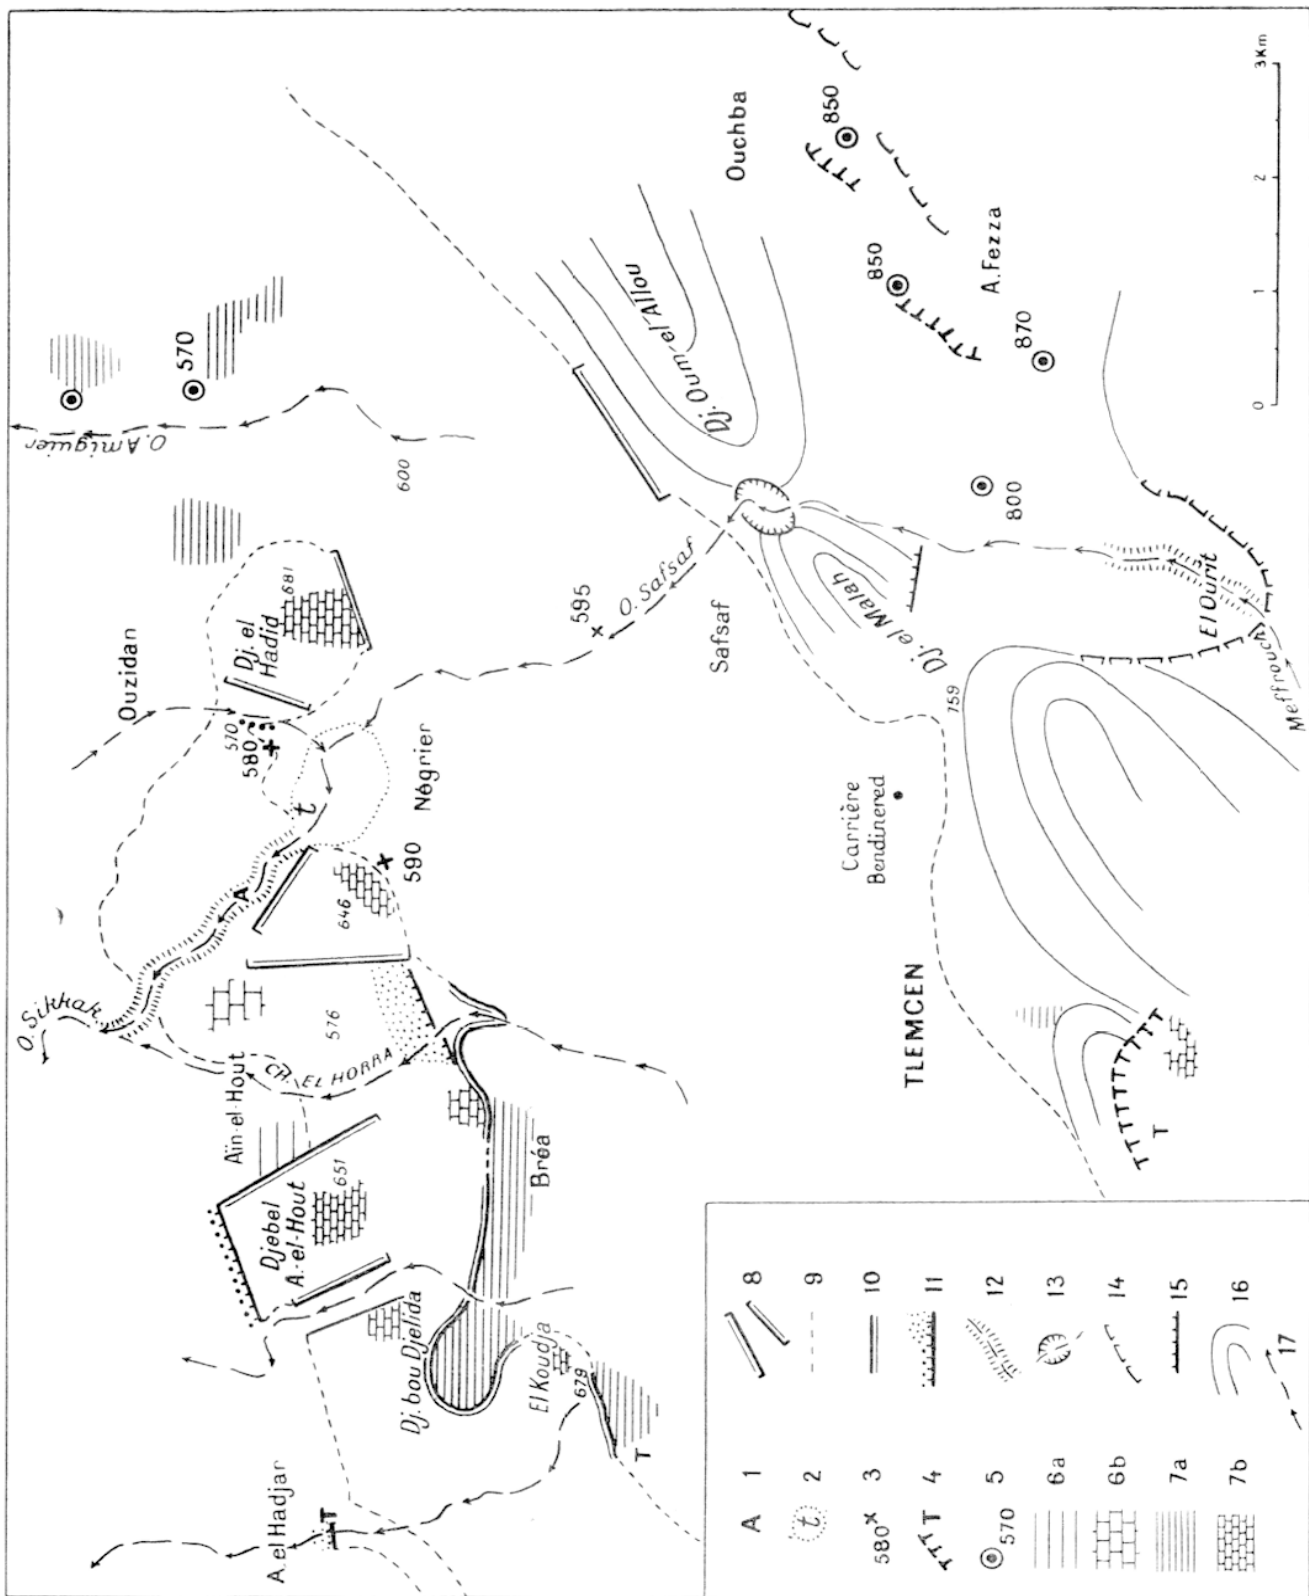 A. el Hadjar
T
Dj. bou Djelida
El Koudja
679
T
Djebel
A.-el-Hout
651
Aïn-el-Hout
CH. EL HORRA
576
Bréa
O. Sikkak
A
646
590
t
Négrier
580
570
Ouzidan
Dj. el
Hadid
681
O. Amiguier
600
570
595
O. Safsaf
Safsaf
Dj. Oum el Allou
Dj. el Malah
Ouchba
850
850
A. Fezza
870
800
El Ourit
Meffrouch
759
Carrière
Bendinered
TLEMCEN
T
0 1 2 3 Km
A 1
t 2
580 x 3
T 4
570 5
6a
6b
7a
7b
8
9
10
11
12
13
14
15
16
17